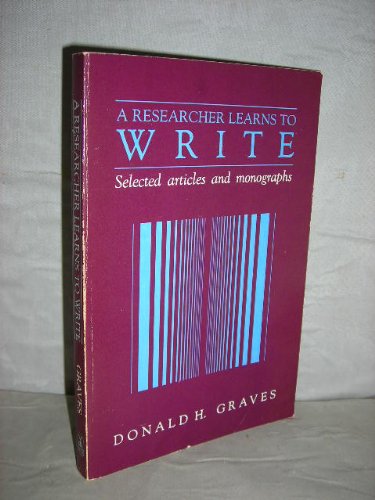 A RESEARCHER LEARNS TO
WRITE
Selected articles and monographs
DONALD H. GRAVES
A RESEARCHER LEARNS TO WRITE
GRAVES